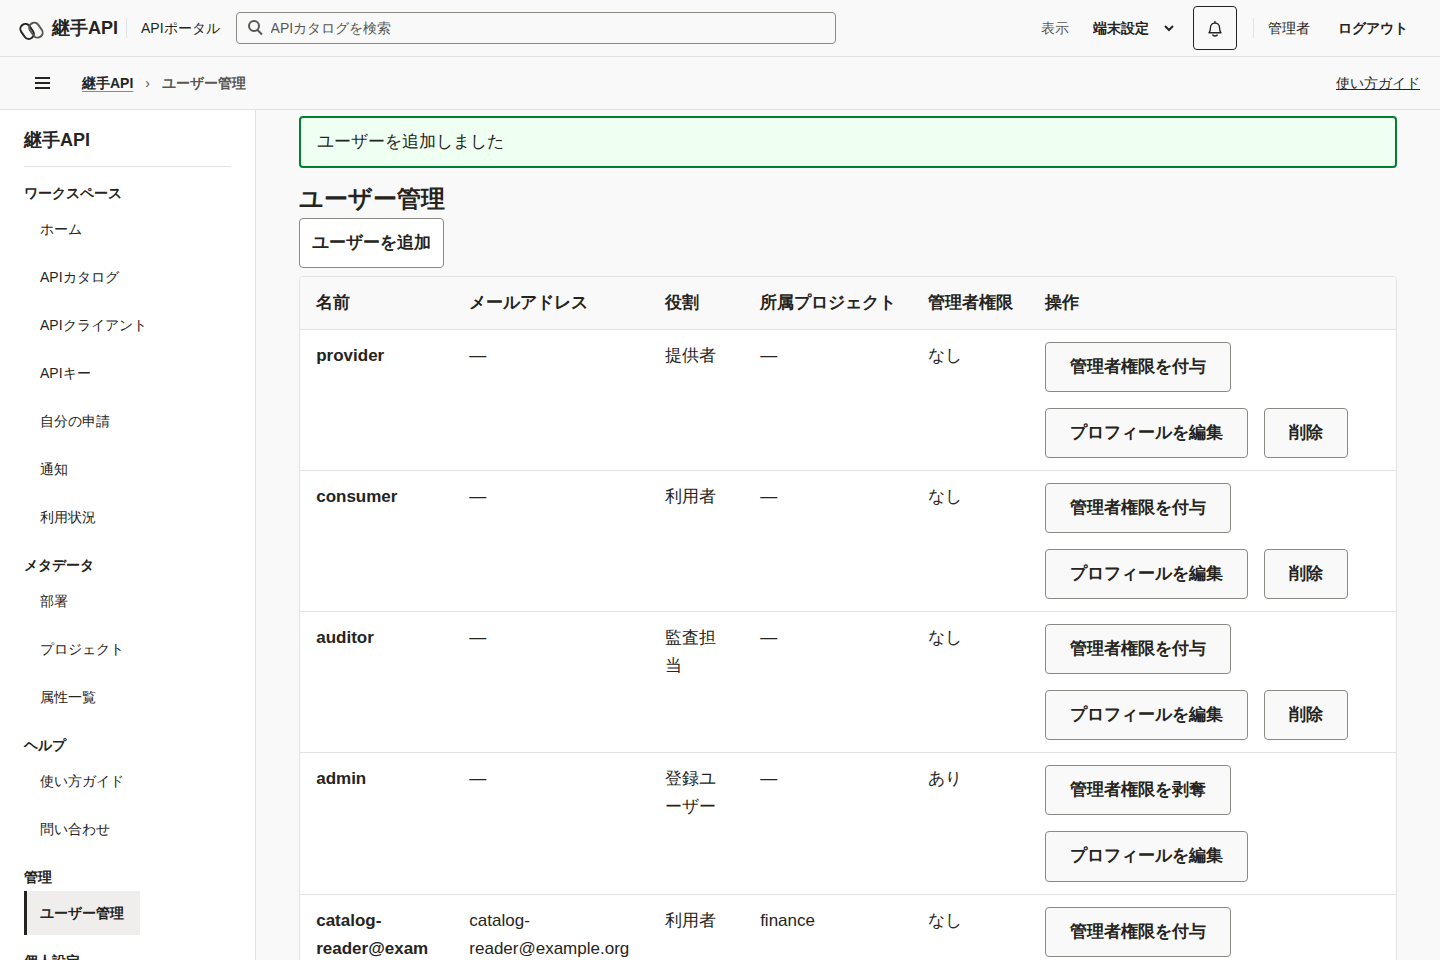 継手API
APIポータル
APIカタログを検索
表示
端末設定
管理者
ログアウト
継手API › ユーザー管理
使い方ガイド
継手API
ワークスペース
ホーム
APIカタログ
APIクライアント
APIキー
自分の申請
通知
利用状況
メタデータ
部署
プロジェクト
属性一覧
ヘルプ
使い方ガイド
問い合わせ
管理
ユーザー管理
個人設定
ユーザーを追加しました
ユーザー管理
ユーザーを追加
名前 メールアドレス 役割 所属プロジェクト 管理者権限 操作
provider — 提供者 — なし 管理者権限を付与
プロフィールを編集 削除
consumer — 利用者 — なし 管理者権限を付与
プロフィールを編集 削除
auditor — 監査担 — なし 管理者権限を付与
当
プロフィールを編集 削除
admin — 登録ユ — あり 管理者権限を剥奪
ーザー
プロフィールを編集
catalog- catalog- 利用者 finance なし 管理者権限を付与
reader@exam reader@example.org